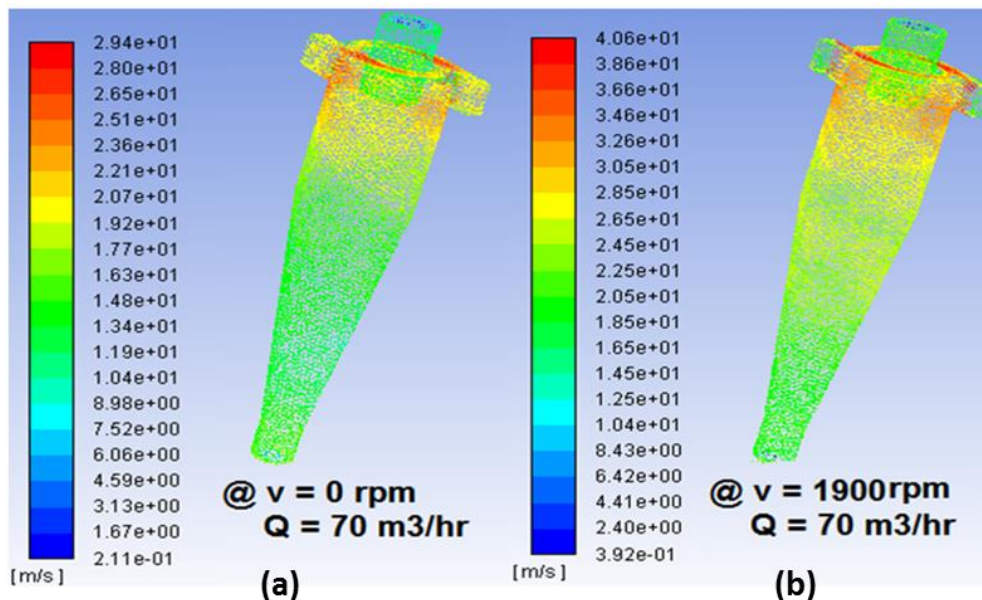 2.94e+01
2.80e+01
2.65e+01
2.51e+01
2.36e+01
2.21e+01
2.07e+01
1.92e+01
1.77e+01
1.63e+01
1.48e+01
1.34e+01
1.19e+01
1.04e+01
8.98e+00
7.52e+00
6.06e+00
4.59e+00
3.13e+00
1.67e+00
2.11e-01
[m/s]
@ v = 0 rpm
Q = 70 m3/hr
(a)
4.06e+01
3.86e+01
3.66e+01
3.46e+01
3.26e+01
3.05e+01
2.85e+01
2.65e+01
2.45e+01
2.25e+01
2.05e+01
1.85e+01
1.65e+01
1.45e+01
1.25e+01
1.04e+01
8.43e+00
6.42e+00
4.41e+00
2.40e+00
3.92e-01
[m/s]
@ v = 1900rpm
Q = 70 m3/hr
(b)